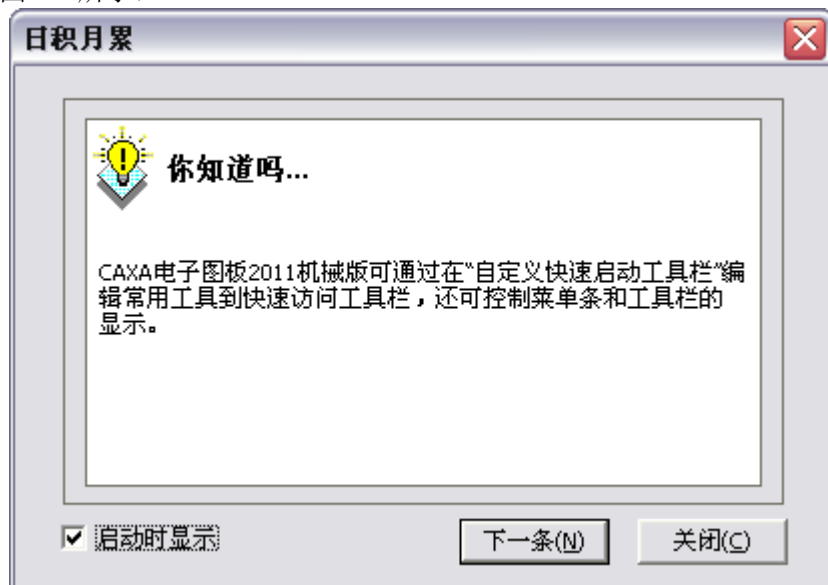 日积月累
你知道吗...
CAXA电子图板2011机械版可通过在“自定义快速启动工具栏”编
辑常用工具到快速访问工具栏，还可控制菜单条和工具栏的
显示。
启动时显示
下一条(N)
关闭(C)